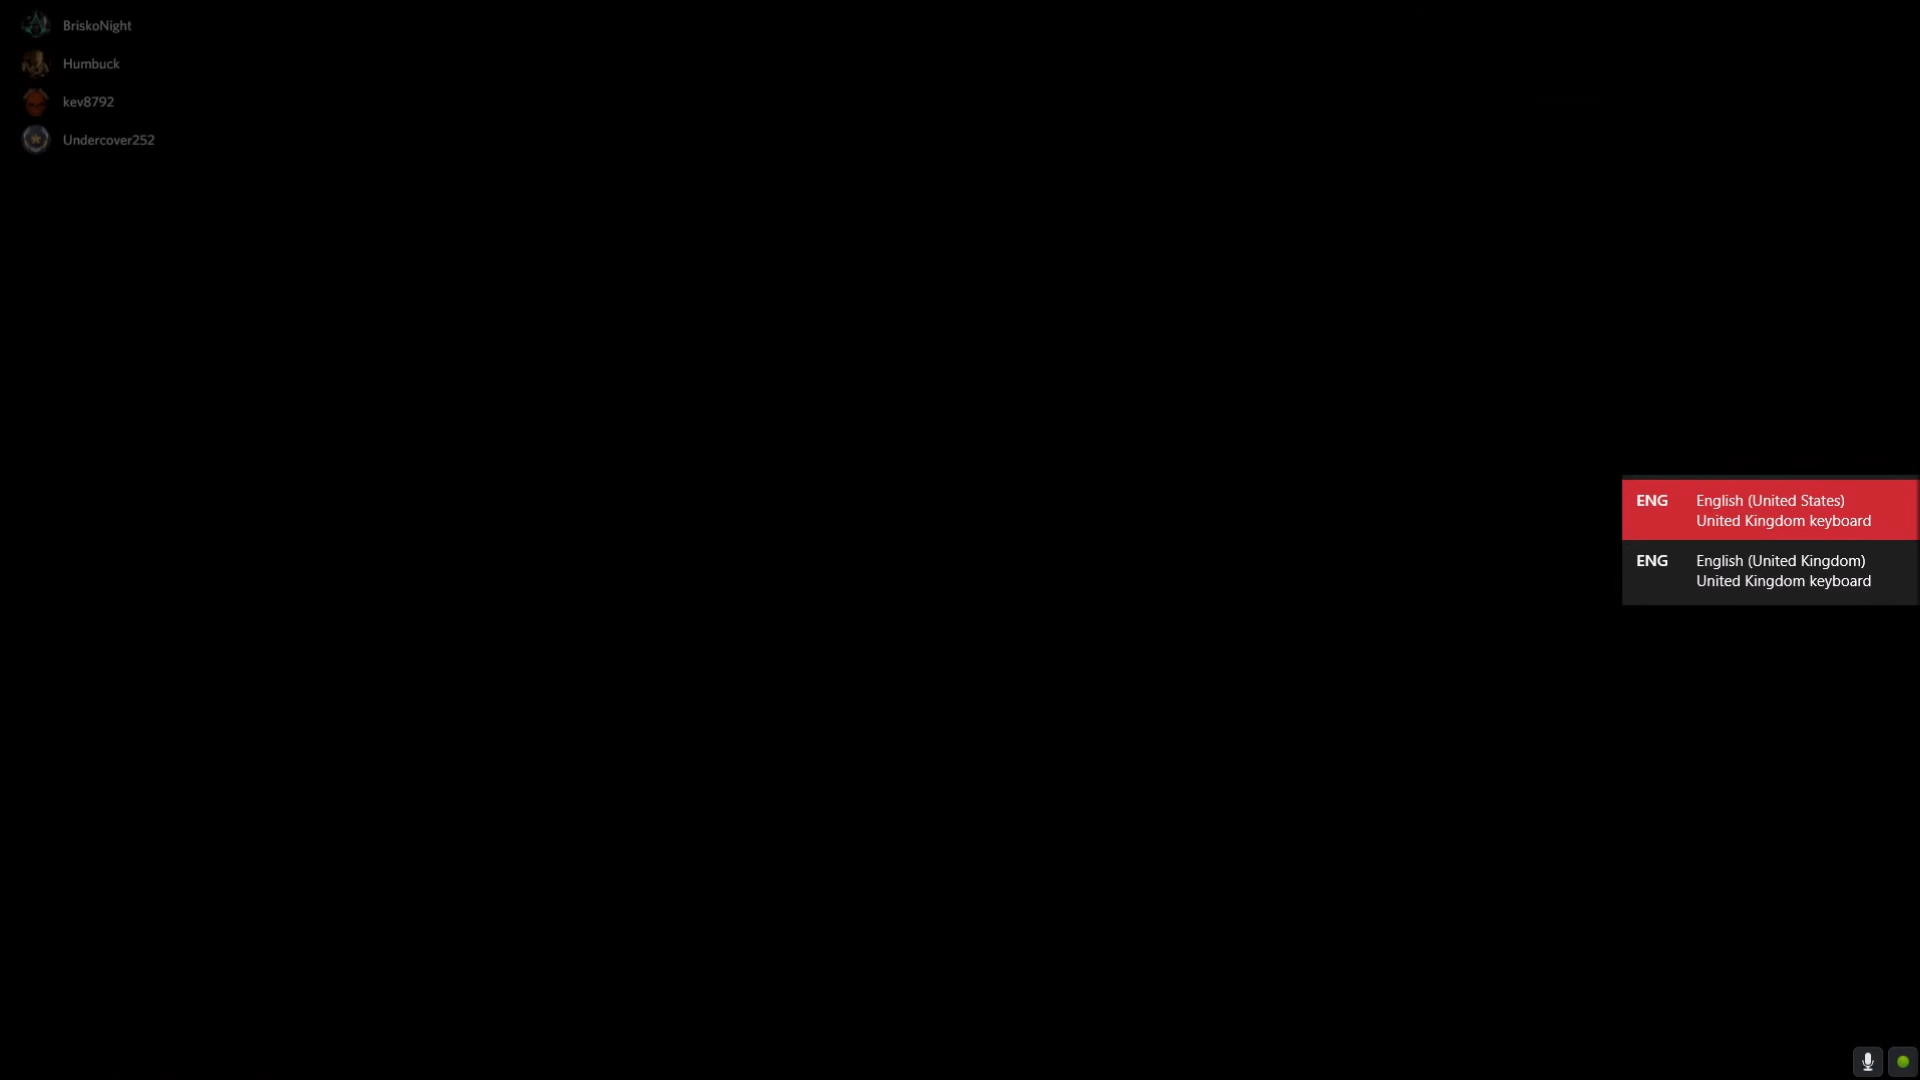 BriskoNight
Humbuck
kev8792
Undercover252
ENG English (United States)
United Kingdom keyboard
ENG English (United Kingdom)
United Kingdom keyboard